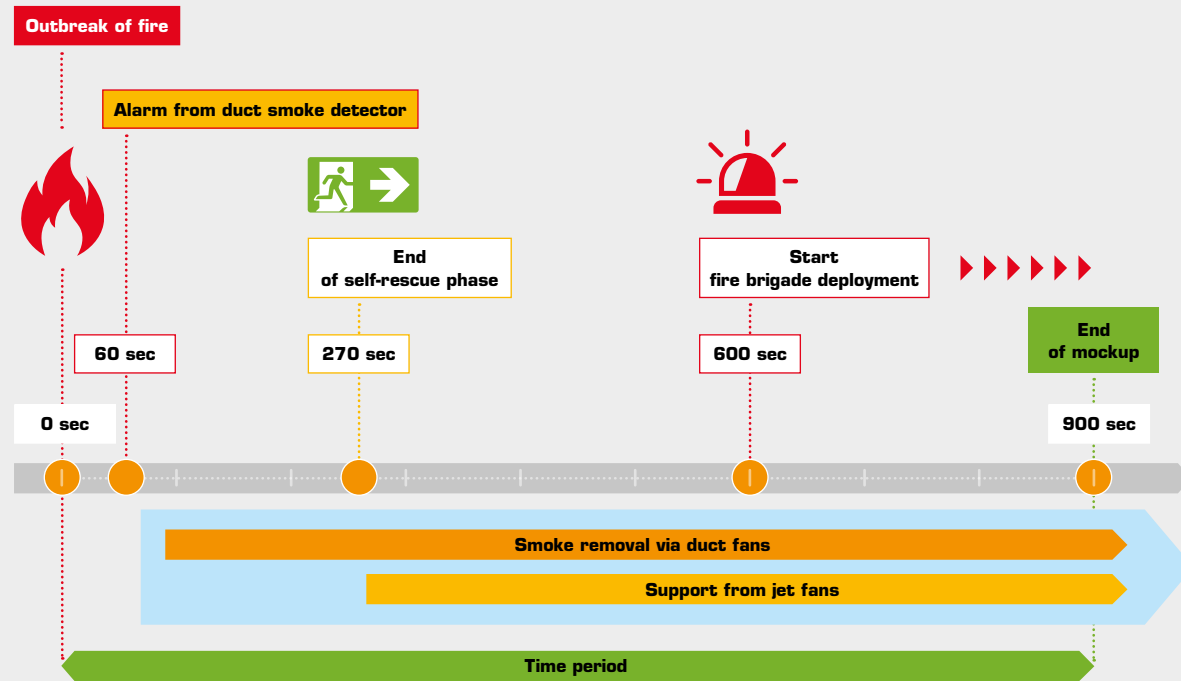 Outbreak of fire
Alarm from duct smoke detector
End
of self-rescue phase
Start
fire brigade deployment
End
of mockup
60 sec
270 sec
600 sec
0 sec
900 sec
Smoke removal via duct fans
Support from jet fans
Time period